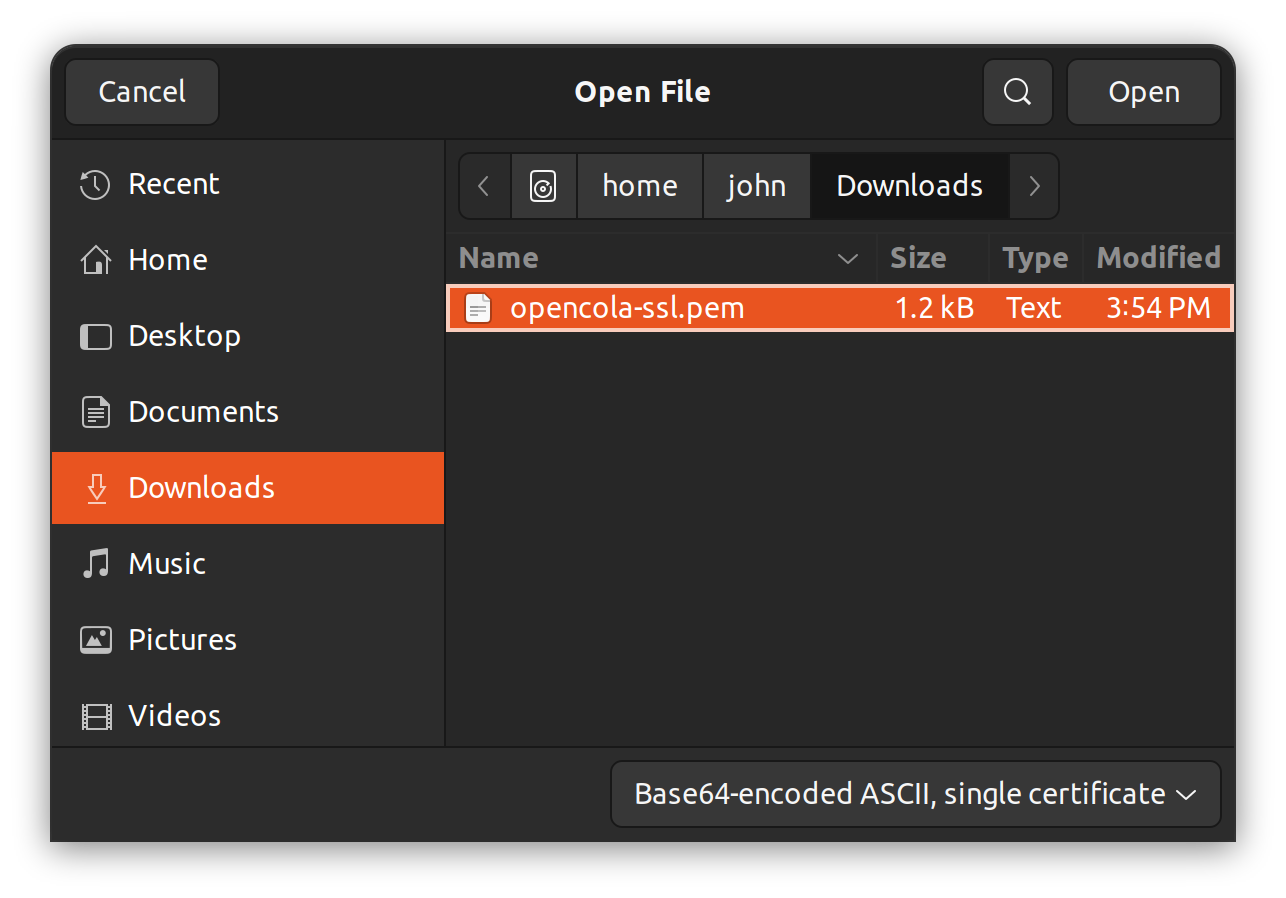 Cancel
Open File
Open
Recent
Home
Desktop
Documents
Downloads
Music
Pictures
Videos
home john Downloads
Name Size Type Modified
opencola-ssl.pem 1.2 kB Text 3:54 PM
Base64-encoded ASCII, single certificate